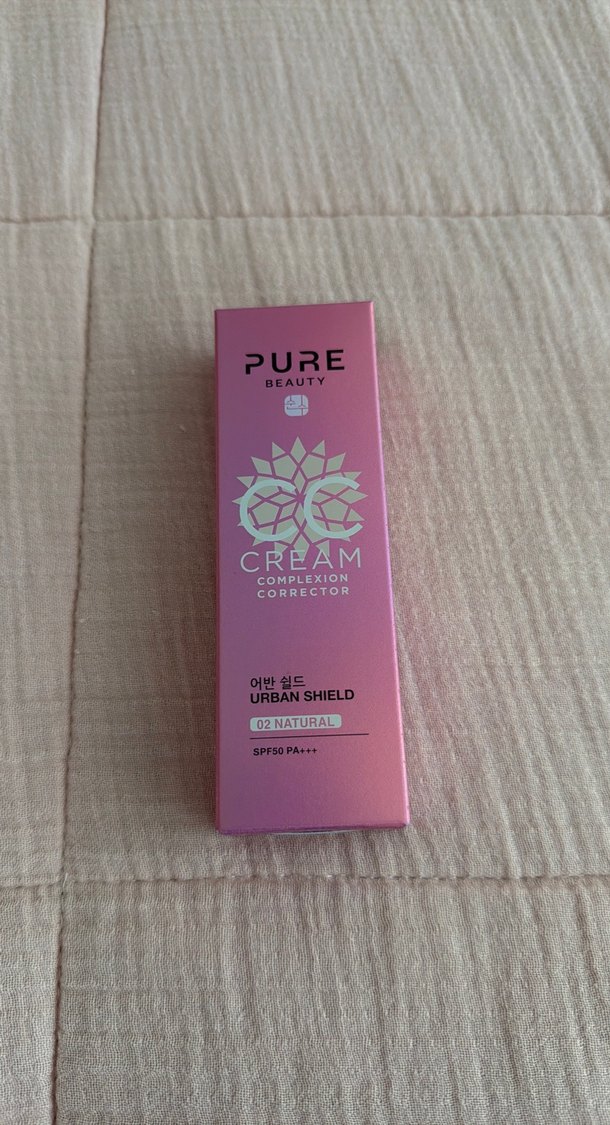 PURE
BEAUTY
CC
CREAM
COMPLEXION
CORRECTOR
어반 쉴드
URBAN SHIELD
02 NATURAL
SPF50 PA+++